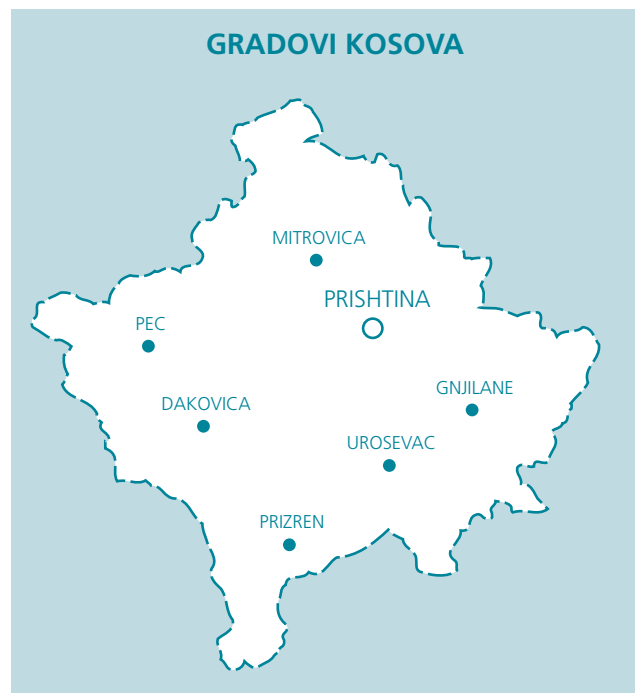 GRADOVI KOSOVA
MITROVICA
PRISHTINA
PEC
GNJILANE
DAKOVICA
UROSEVAC
PRIZREN